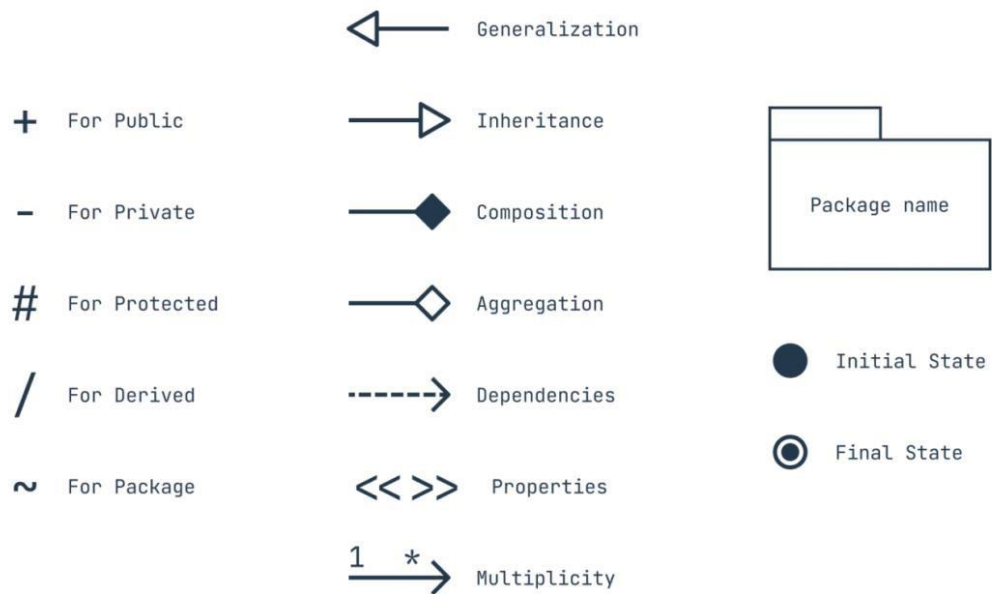 Generalization
+ For Public
Inheritance
- For Private
Composition
Package name
# For Protected
Aggregation
/ For Derived
Dependencies
Initial State
~ For Package
<< >> Properties
Final State
1 * Multiplicity